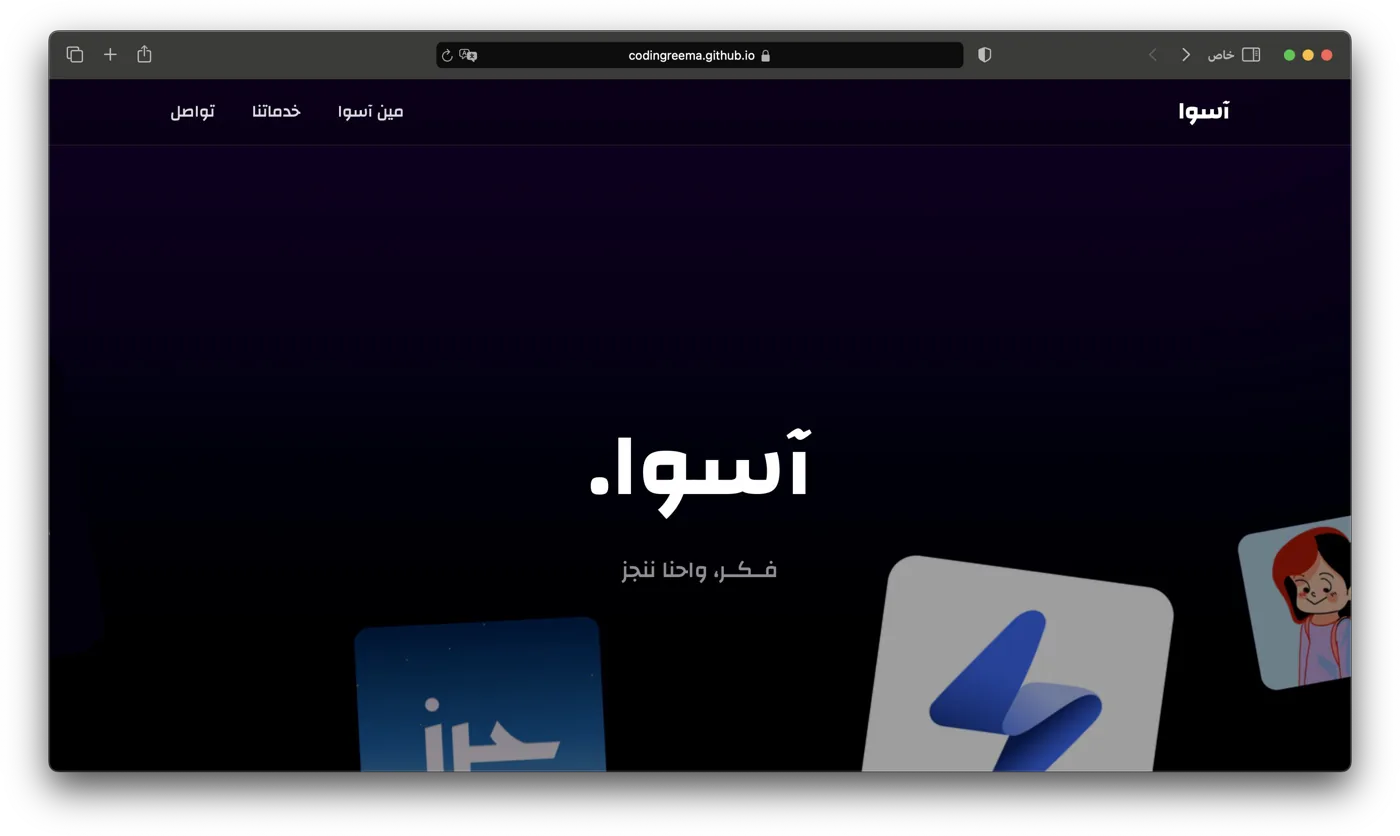 codingreema.github.io
خاص
آسوا
مين آسوا
خدماتنا
تواصل
آسوا.
فـكـر، واحنا ننجز